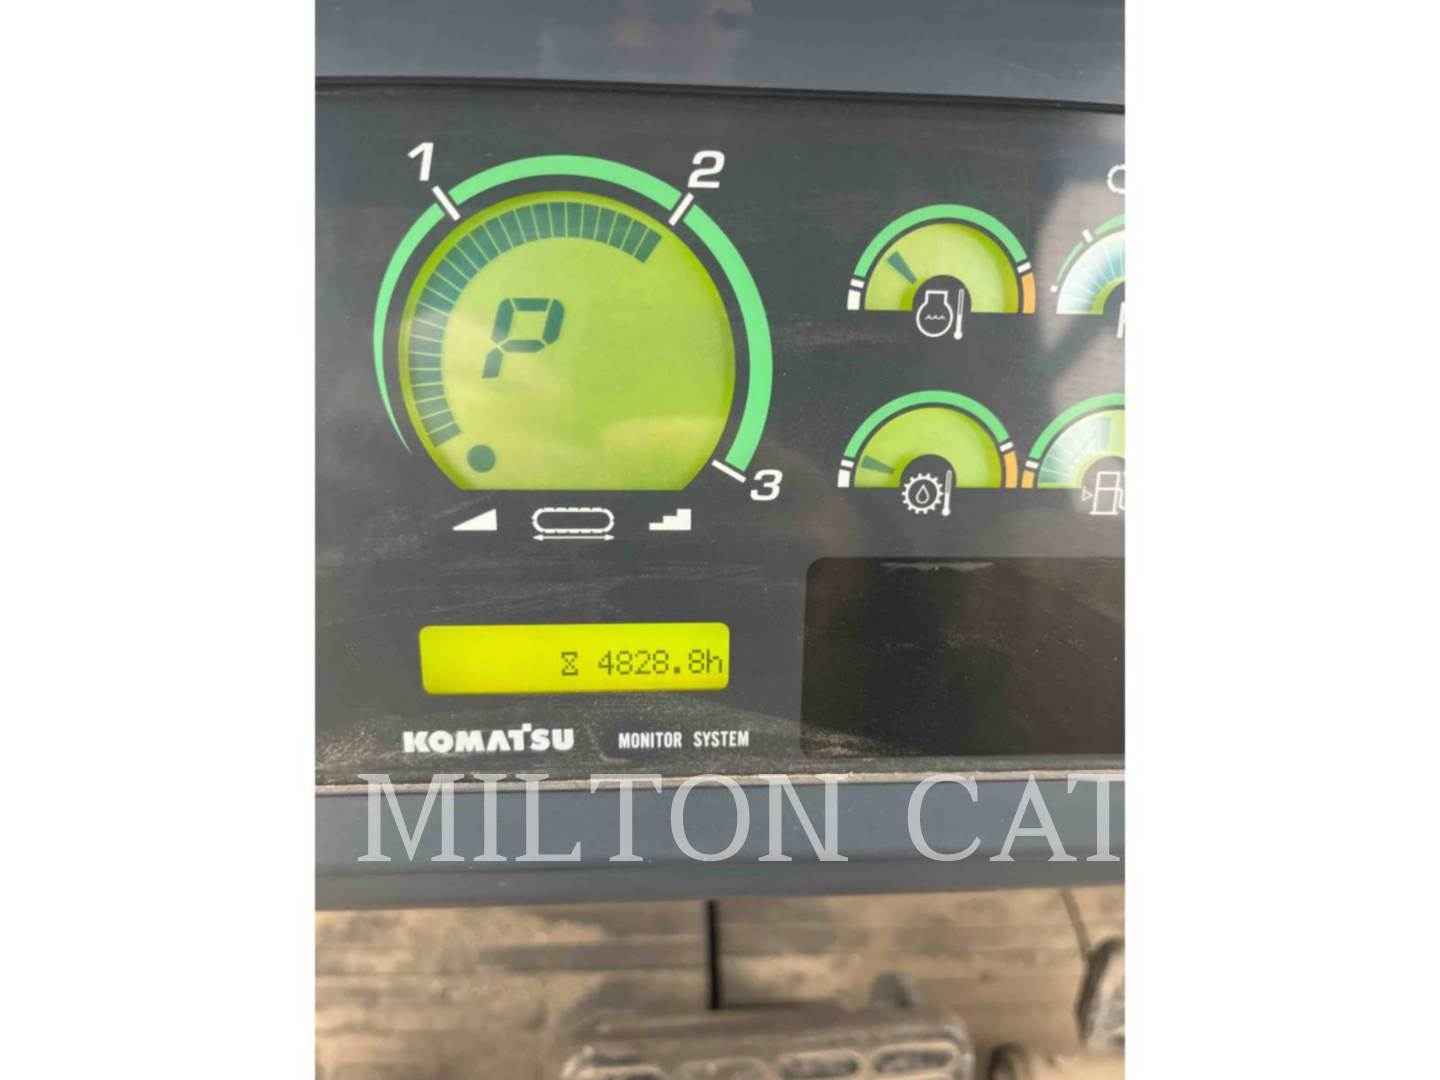 1
2
3
P
4828.8h
KOMATSU
MONITOR SYSTEM
MILTON CAT